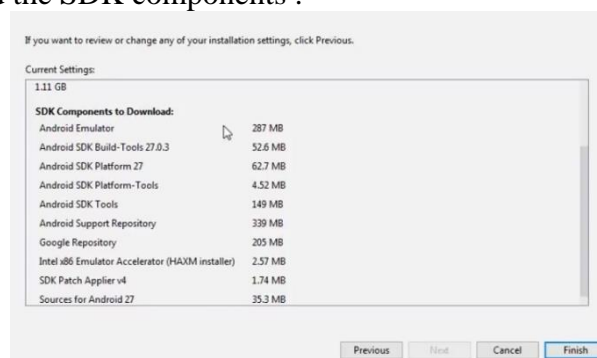 the SDK components .
If you want to review or change any of your installation settings, click Previous.
Current Settings:
1.11 GB
SDK Components to Download:
Android Emulator 287 MB
Android SDK Build-Tools 27.0.3 52.6 MB
Android SDK Platform 27 62.7 MB
Android SDK Platform-Tools 4.52 MB
Android SDK Tools 149 MB
Android Support Repository 339 MB
Google Repository 205 MB
Intel x86 Emulator Accelerator (HAXM installer) 2.57 MB
SDK Patch Applier v4 1.74 MB
Sources for Android 27 35.3 MB
Previous Next Cancel Finish